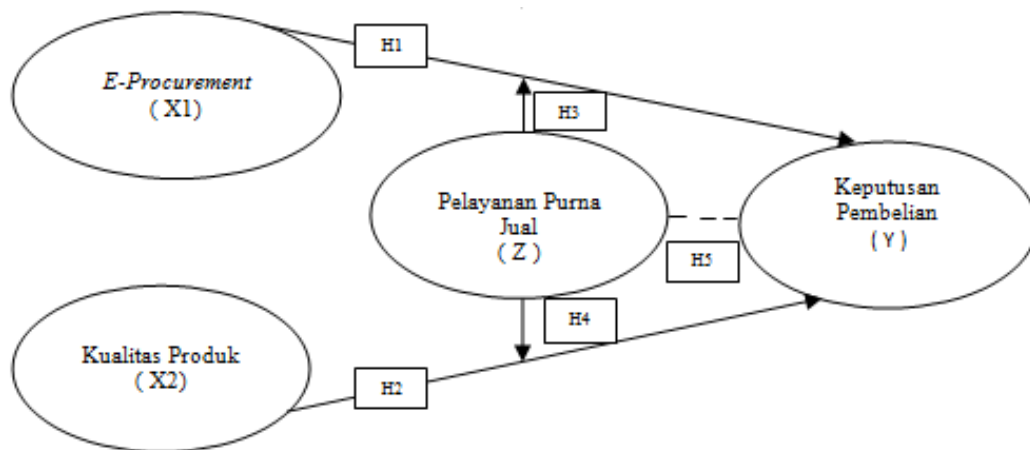 H1
E-Procurement
( X1)
H3
Pelayanan Purna
Jual
( Z )
Keputusan
Pembelian
( Y )
H5
H4
Kualitas Produk
( X2)
H2